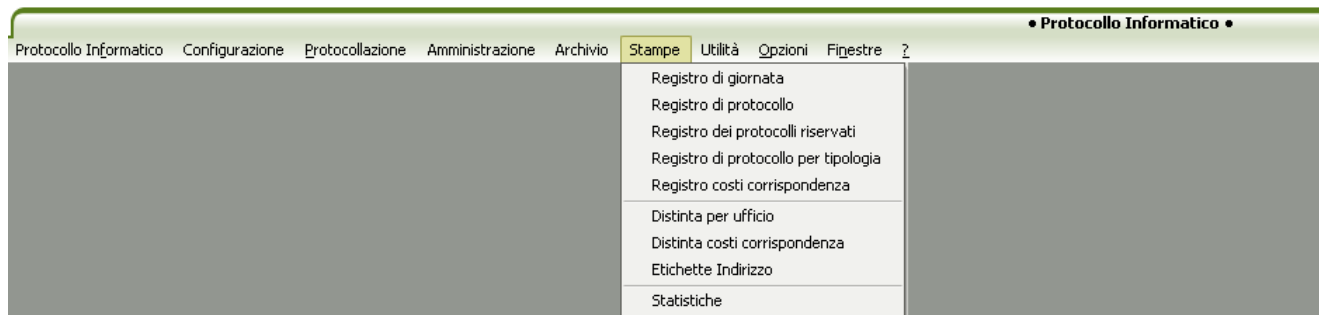 • Protocollo Informatico •
Protocollo Informatico Configurazione Protocollazione Amministrazione Archivio Stampe Utilità Opzioni Finestre ?
Registro di giornata
Registro di protocollo
Registro dei protocolli riservati
Registro di protocollo per tipologia
Registro costi corrispondenza
Distinta per ufficio
Distinta costi corrispondenza
Etichette Indirizzo
Statistiche